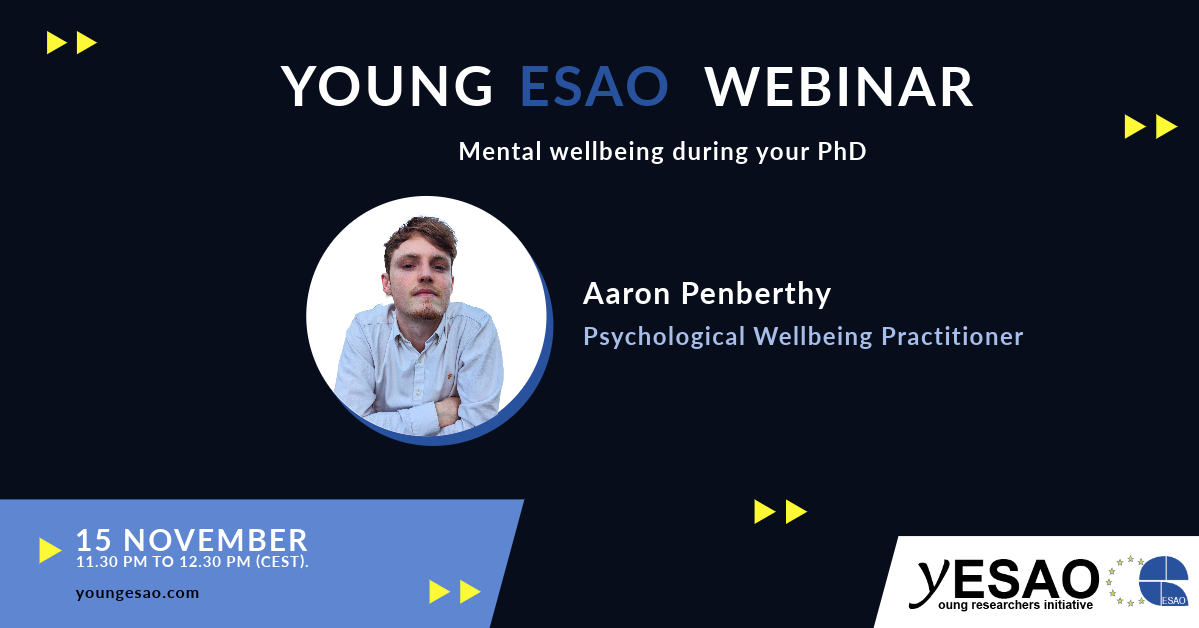 YOUNG ESAO WEBINAR
Mental wellbeing during your PhD
Aaron Penberthy
Psychological Wellbeing Practitioner
15 NOVEMBER
11.30 PM TO 12.30 PM (CEST).
youngesao.com
yESAO
oung researchers initiative
ESAO